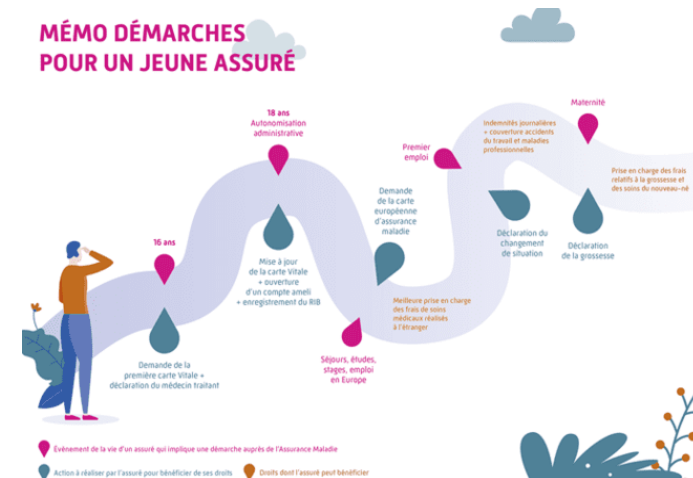 MÉMO DÉMARCHES
POUR UN JEUNE ASSURÉ
16 ans
Demande de la
première carte Vitale +
déclaration du médecin traitant
18 ans
Autonomisation
administrative
Mise à jour
de la carte Vitale
+ ouverture
d'un compte ameli
+ enregistrement du RIB
Séjours, études,
stages, emploi
en Europe
Demande
de la carte
européenne
d'assurance
maladie
Meilleure prise en charge
des frais de soins
médicaux réalisés
à l'étranger
Premier
emploi
Indemnités journalières
+ couverture accidents
du travail et maladies
professionnelles
Déclaration du
changement
de situation
Maternité
Déclaration
de la grossesse
Prise en charge des frais
relatifs à la grossesse et
des soins du nouveau-né
Evénement de la vie d'un assuré qui implique une démarche auprès de l'Assurance Maladie
Action à réaliser par l'assuré pour bénéficier de ses droits
Droits dont l'assuré peut bénéficier